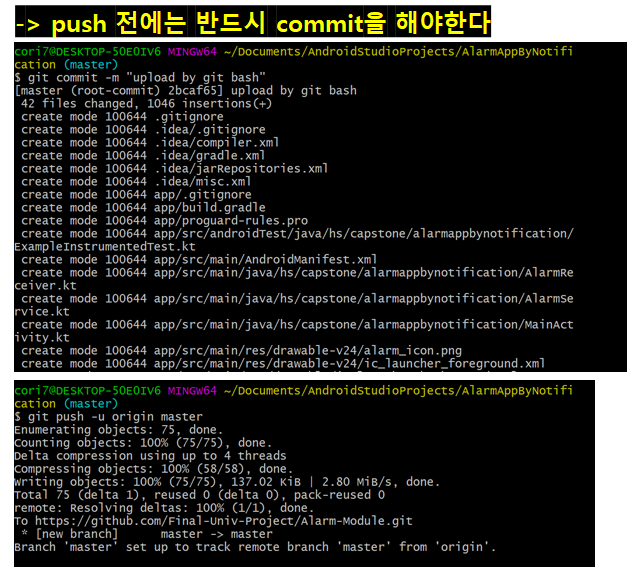 -> push 전에는 반드시 commit을 해야한다
cori7@DESKTOP-5OE0IV6 MINGW64 ~/Documents/AndroidStudioProjects/AlarmAppByNotifi
cation (master)
$ git commit -m "upload by git bash"
[master (root-commit) 2bcaf65] upload by git bash
 42 files changed, 1046 insertions(+)
 create mode 100644 .gitignore
 create mode 100644 .idea/.gitignore
 create mode 100644 .idea/compiler.xml
 create mode 100644 .idea/gradle.xml
 create mode 100644 .idea/jarRepositories.xml
 create mode 100644 .idea/misc.xml
 create mode 100644 app/.gitignore
 create mode 100644 app/build.gradle
 create mode 100644 app/proguard-rules.pro
 create mode 100644 app/src/androidTest/java/hs/capstone/alarmappbynotification/
ExampleInstrumentedTest.kt
 create mode 100644 app/src/main/AndroidManifest.xml
 create mode 100644 app/src/main/java/hs/capstone/alarmappbynotification/AlarmRe
ceiver.kt
 create mode 100644 app/src/main/java/hs/capstone/alarmappbynotification/AlarmSe
rvice.kt
 create mode 100644 app/src/main/java/hs/capstone/alarmappbynotification/MainAct
ivity.kt
 create mode 100644 app/src/main/res/drawable-v24/alarm_icon.png
 create mode 100644 app/src/main/res/drawable-v24/ic_launcher_foreground.xml
cori7@DESKTOP-5OE0IV6 MINGW64 ~/Documents/AndroidStudioProjects/AlarmAppByNotifi
cation (master)
$ git push -u origin master
Enumerating objects: 75, done.
Counting objects: 100% (75/75), done.
Delta compression using up to 4 threads
Compressing objects: 100% (58/58), done.
Writing objects: 100% (75/75), 137.02 KiB | 2.80 MiB/s, done.
Total 75 (delta 1), reused 0 (delta 0), pack-reused 0
remote: Resolving deltas: 100% (1/1), done.
To https://github.com/Final-Univ-Project/Alarm-Module.git
 * [new branch]      master -> master
Branch 'master' set up to track remote branch 'master' from 'origin'.